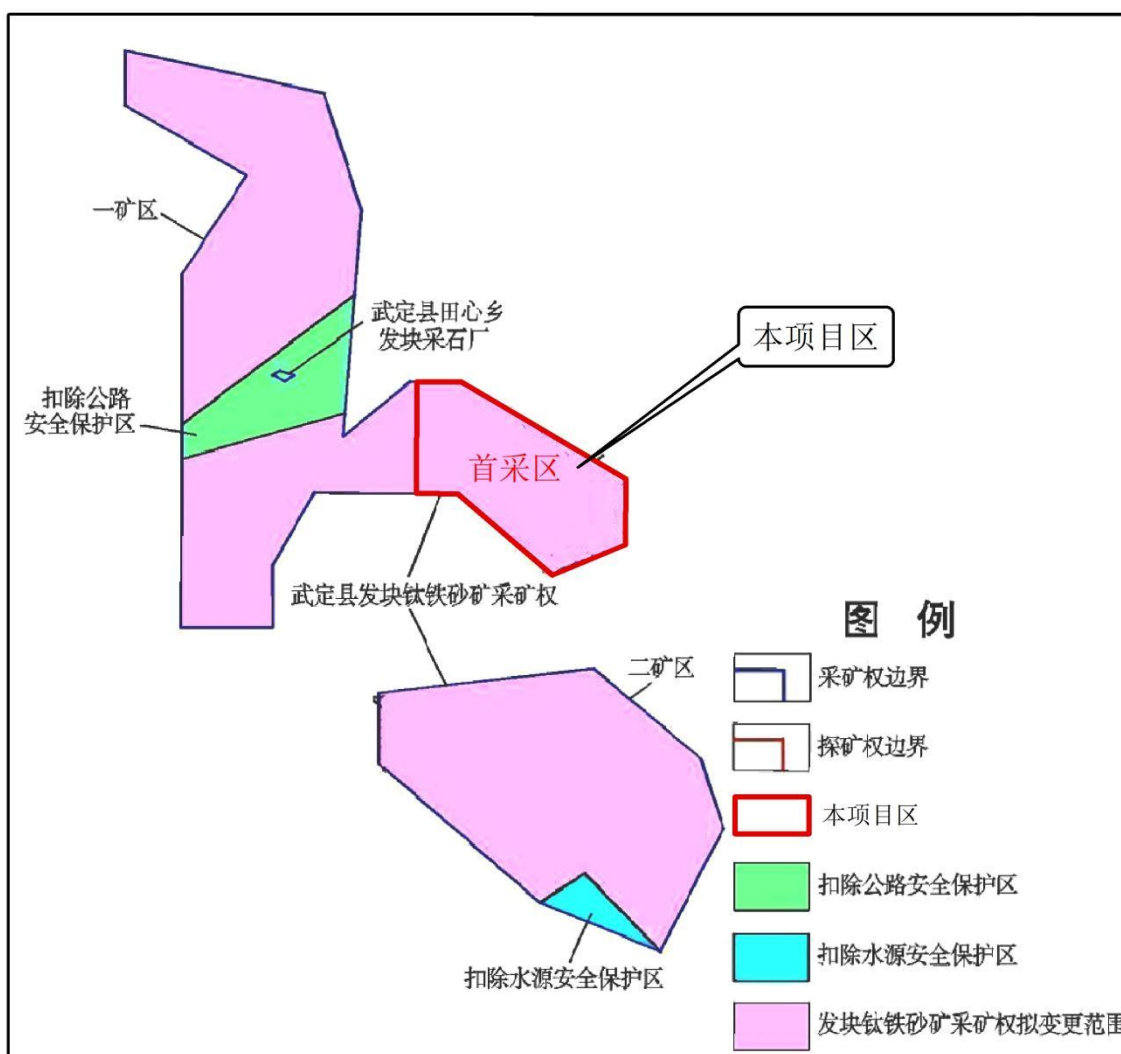 一矿区
武定县田心乡
发块采石厂
本项目区
扣除公路
安全保护区
首采区
武定县发块钛铁砂矿采矿权
图 例
二矿区
采矿权边界
探矿权边界
本项目区
扣除公路安全保护区
扣除水源安全保护区
扣除水源安全保护区
发块钛铁砂矿采矿权拟变更范围